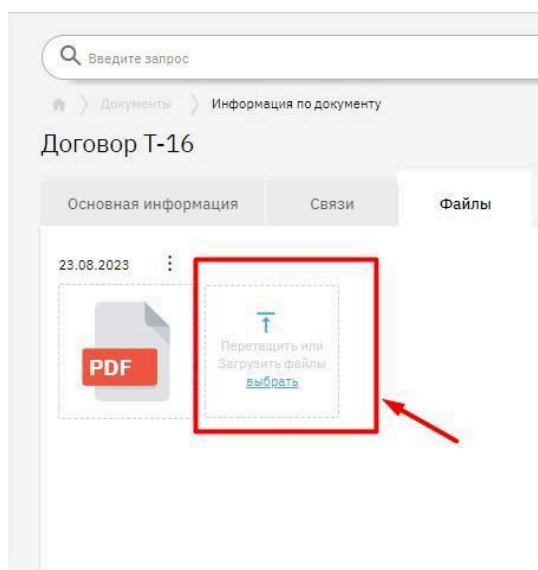 Введите запрос
Документы
Информация по документу
Договор Т-16
Основная информация
Связи
Файлы
23.08.2023
PDF
Перетащить или
Загрузить файлы
выбрать